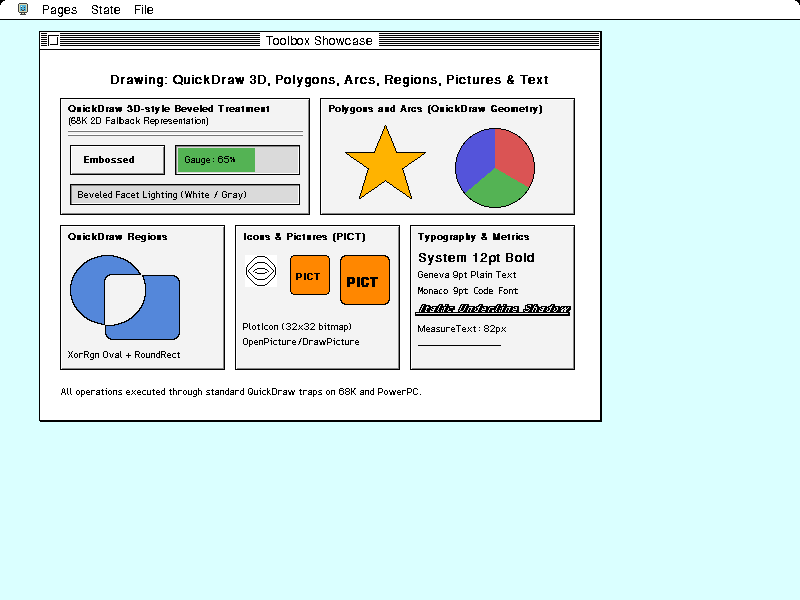 Pages State File
Toolbox Showcase
Drawing: QuickDraw 3D, Polygons, Arcs, Regions, Pictures & Text
QuickDraw 3D-style Beveled Treatment
(68K 2D Fallback Representation)
Embossed
Gauge: 65%
Beveled Facet Lighting (White / Gray)
Polygons and Arcs (QuickDraw Geometry)
QuickDraw Regions
XorRgn Oval + RoundRect
Icons & Pictures (PICT)
PICT
PICT
PlotIcon (32x32 bitmap)
OpenPicture/DrawPicture
Typography & Metrics
System 12pt Bold
Geneva 9pt Plain Text
Monaco 9pt Code Font
Italic Underline Shadow
MeasureText: 82px
All operations executed through standard QuickDraw traps on 68K and PowerPC.